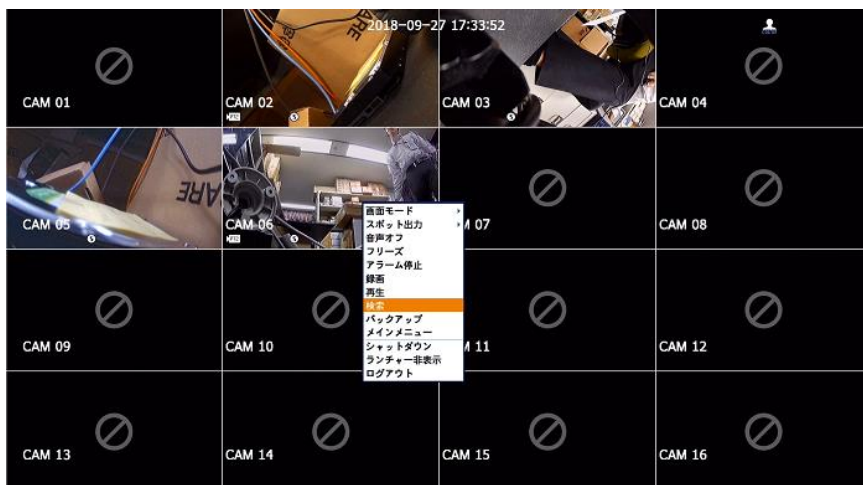 2018-09-27 17:33:52
CAM 01
CAM 02
CAM 03
CAM 04
PTZ
S
S
ARE
ARE
CAM 05
CAM 06
07
CAM 08
S
PTZ
S
画面モード
スポット出力
音声オフ
フリーズ
アラーム停止
録画
再生
検索
バックアップ
メインメニュー
シャットダウン
ランチャー非表示
ログアウト
CAM 09
CAM 10
11
CAM 12
CAM 13
CAM 14
CAM 15
CAM 16